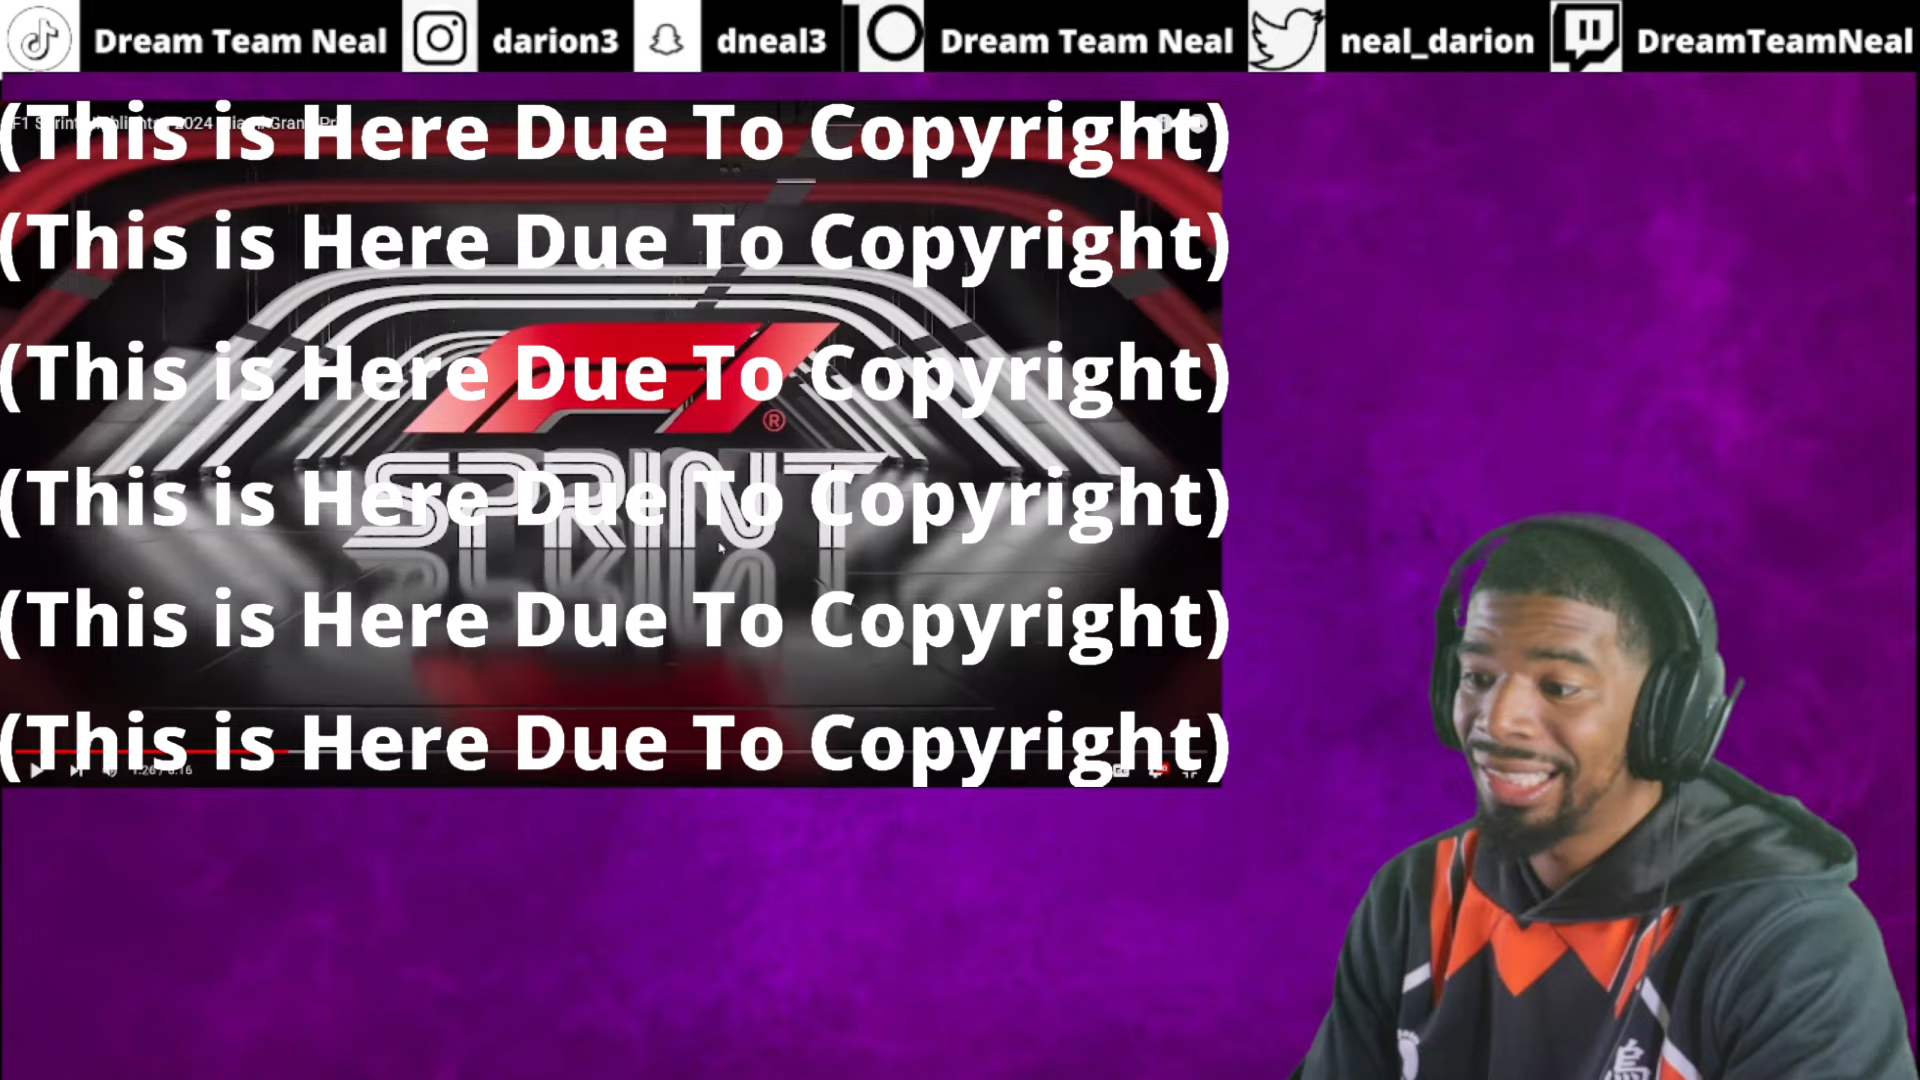 Dream Team Neal darion3 dneal3 Dream Team Neal neal_darion DreamTeamNeal
(This is Here Due To Copyright)
(This is Here Due To Copyright)
(This is Here Due To Copyright)
®
(This is Here Due To Copyright)
SPRINT
(This is Here Due To Copyright)
(This is Here Due To Copyright)
烏